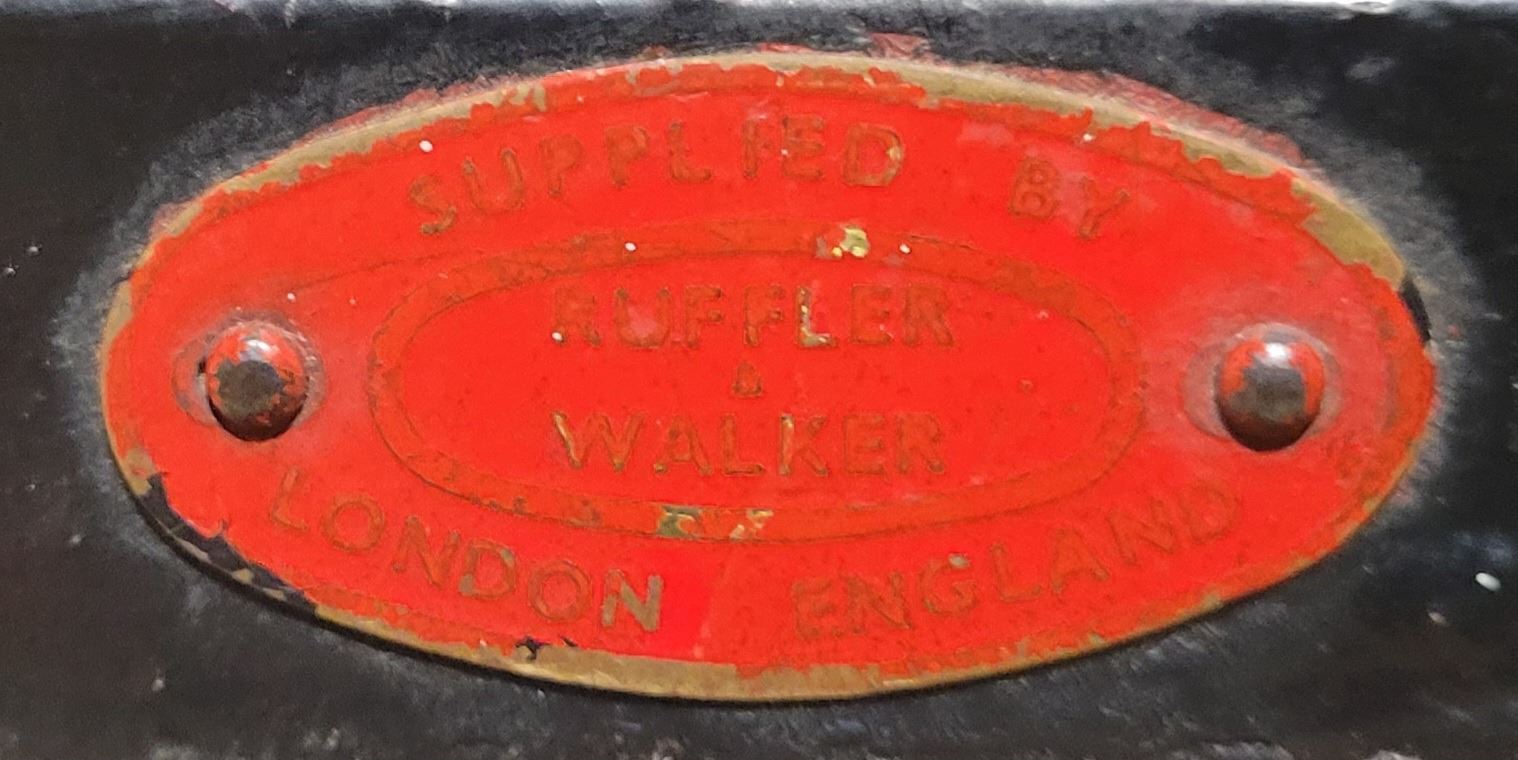 SUPPLIED BY
RUFFLER
&
WALKER
LONDON ENGLAND